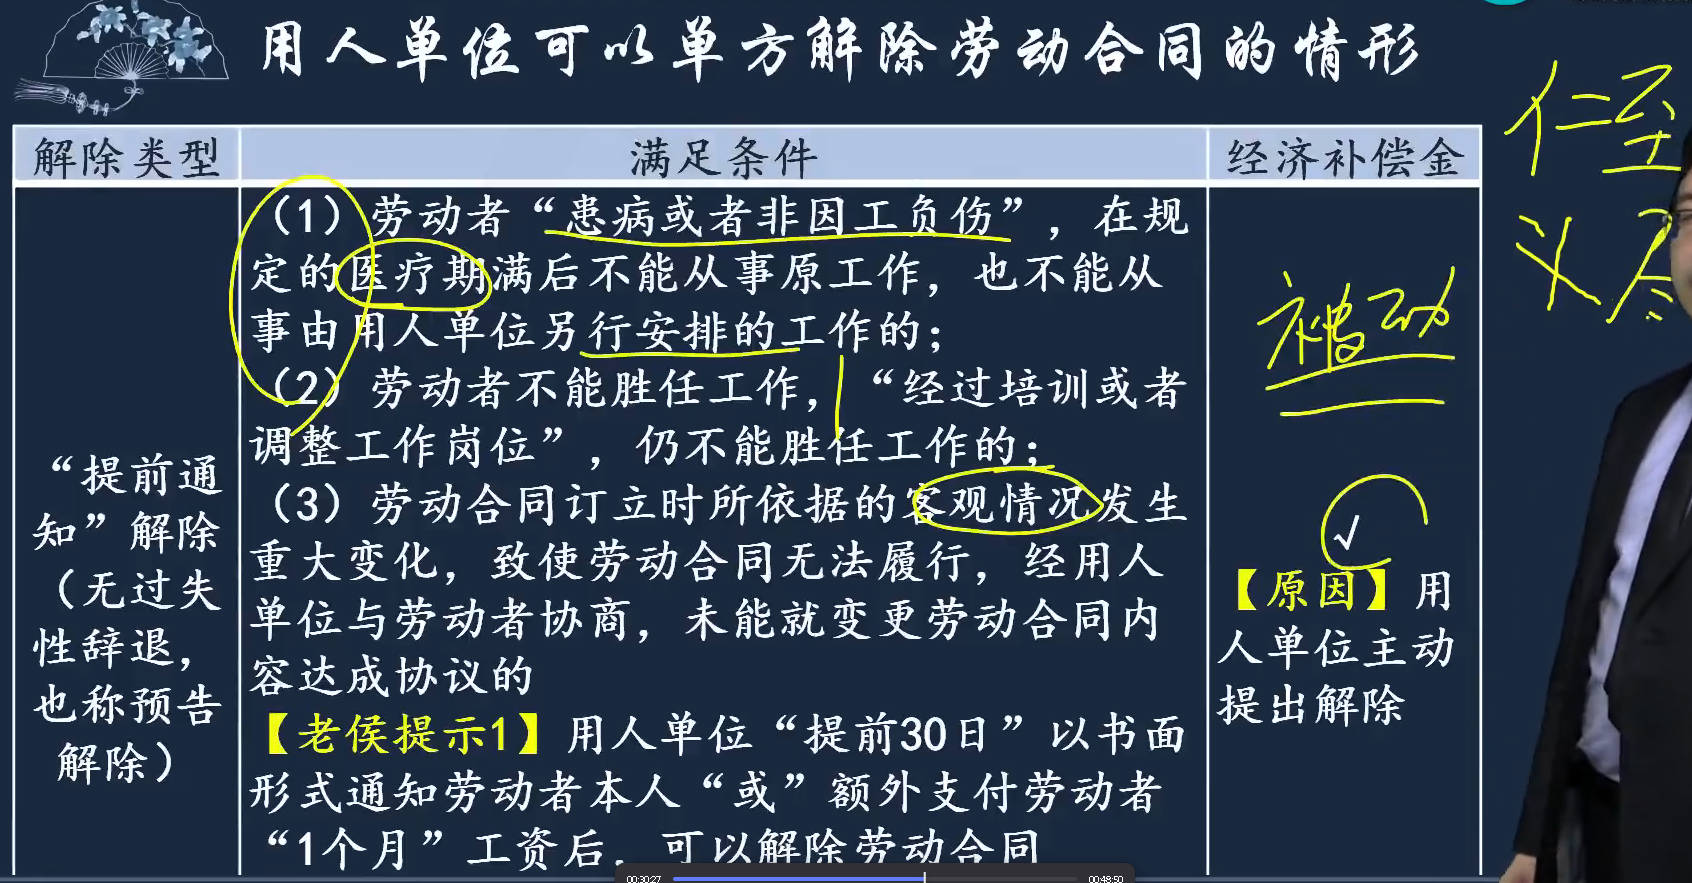 用人单位可以单方解除劳动合同的情形
仁至
义尽
解除类型
满足条件
经济补偿金
“提前通
知”解除
（无过失
性辞退，
也称预告
解除）
（1）劳动者“患病或者非因工负伤”，在规
定的医疗期满后不能从事原工作，也不能从
事由用人单位另行安排的工作的；
（2）劳动者不能胜任工作，“经过培训或者
调整工作岗位”，仍不能胜任工作的；
（3）劳动合同订立时所依据的客观情况发生
重大变化，致使劳动合同无法履行，经用人
单位与劳动者协商，未能就变更劳动合同内
容达成协议的
【老侯提示1】用人单位“提前30日”以书面
形式通知劳动者本人“或”额外支付劳动者
“1个月”工资后，可以解除劳动合同
被动
√
【原因】用
人单位主动
提出解除
00:30:27
00:48:50